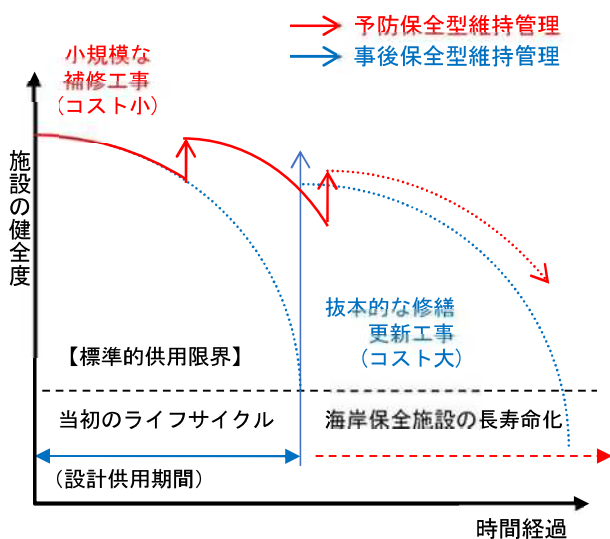 予防保全型維持管理
事後保全型維持管理
小規模な
補修工事
（コスト小）
施設の健全度
抜本的な修繕
更新工事
（コスト大）
【標準的供用限界】
当初のライフサイクル
海岸保全施設の長寿命化
（設計供用期間）
時間経過